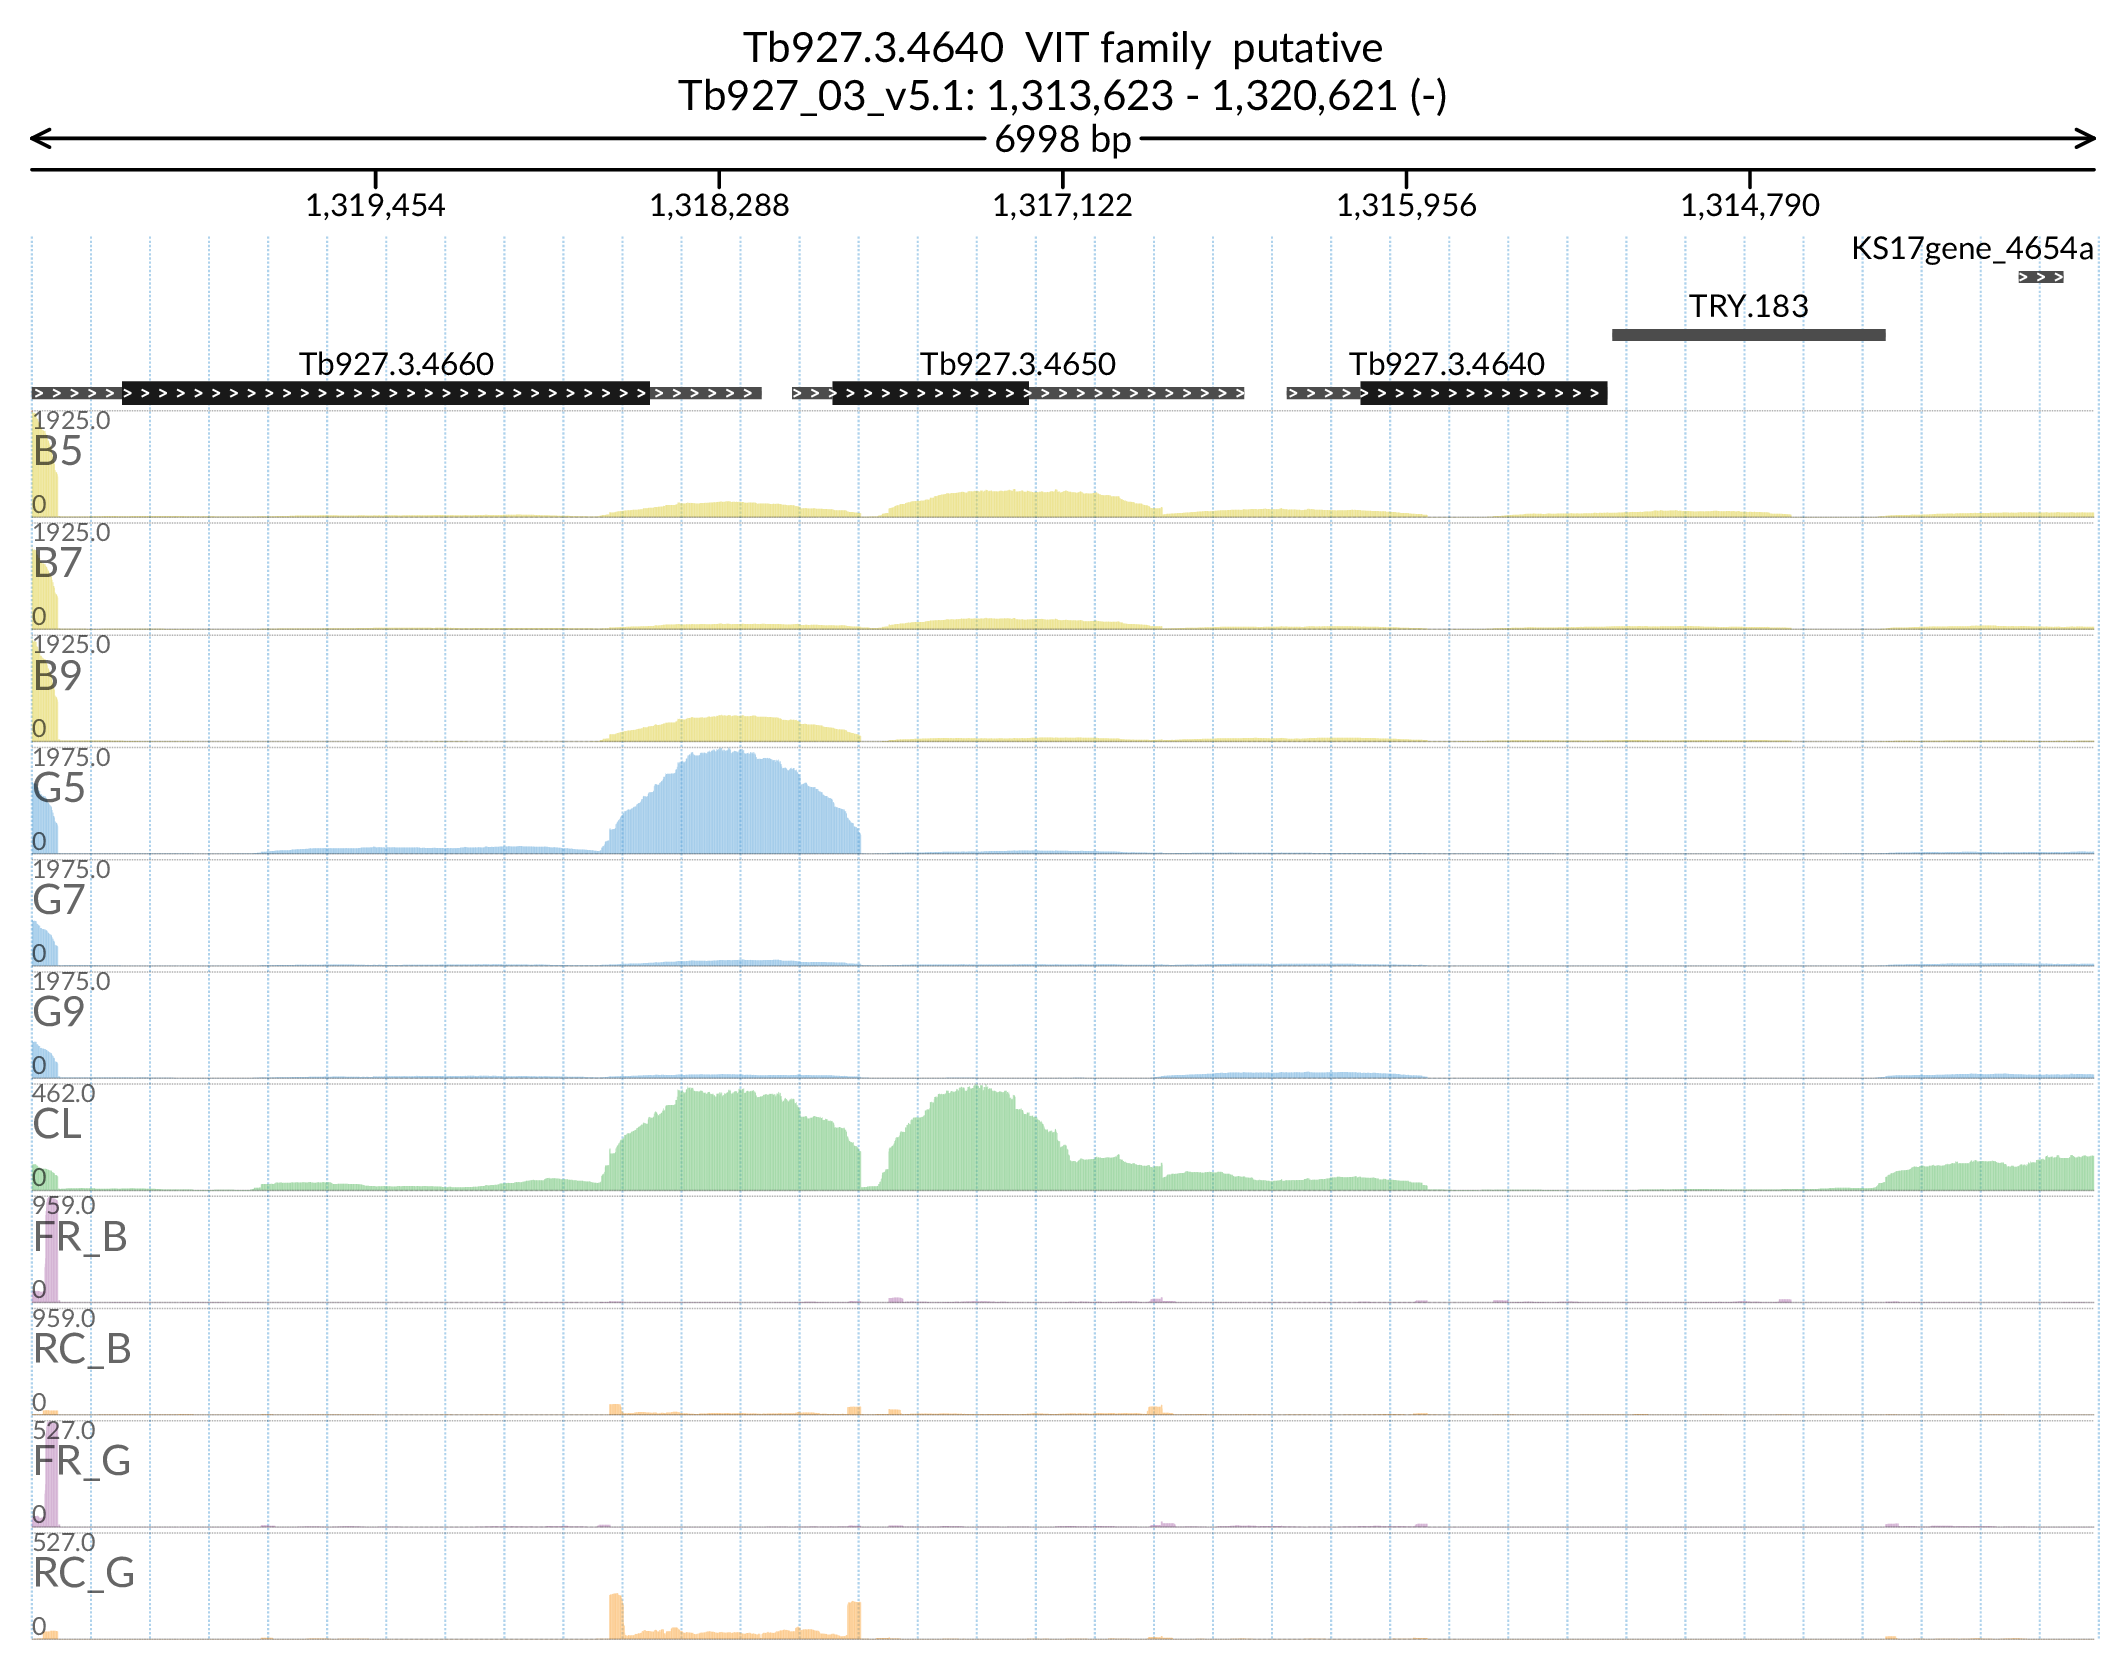 Tb927.3.4640  VIT family  putative
Tb927_03_v5.1: 1,313,623 - 1,320,621 (-)
6998 bp
1,319,454 1,318,288 1,317,122 1,315,956 1,314,790
KS17gene_4654a
TRY.183
Tb927.3.4660 Tb927.3.4650 Tb927.3.4640
1925.0
B5
0
1925.0
B7
0
1925.0
B9
0
1975.0
G5
0
1975.0
G7
0
1975.0
G9
0
462.0
CL
0
959.0
FR_B
0
959.0
RC_B
0
527.0
FR_G
0
527.0
RC_G
0